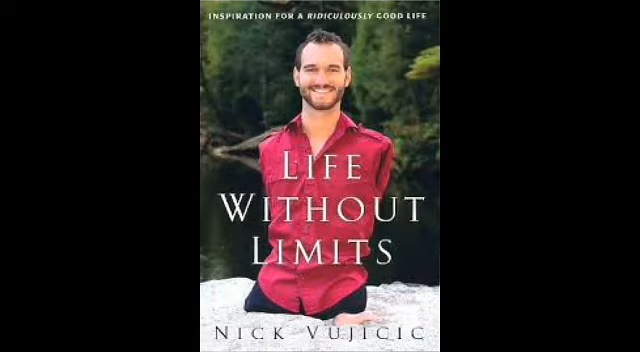 INSPIRATION FOR A RIDICULOUSLY GOOD LIFE
LIFE
WITHOUT
LIMITS
NICK VUJICIC